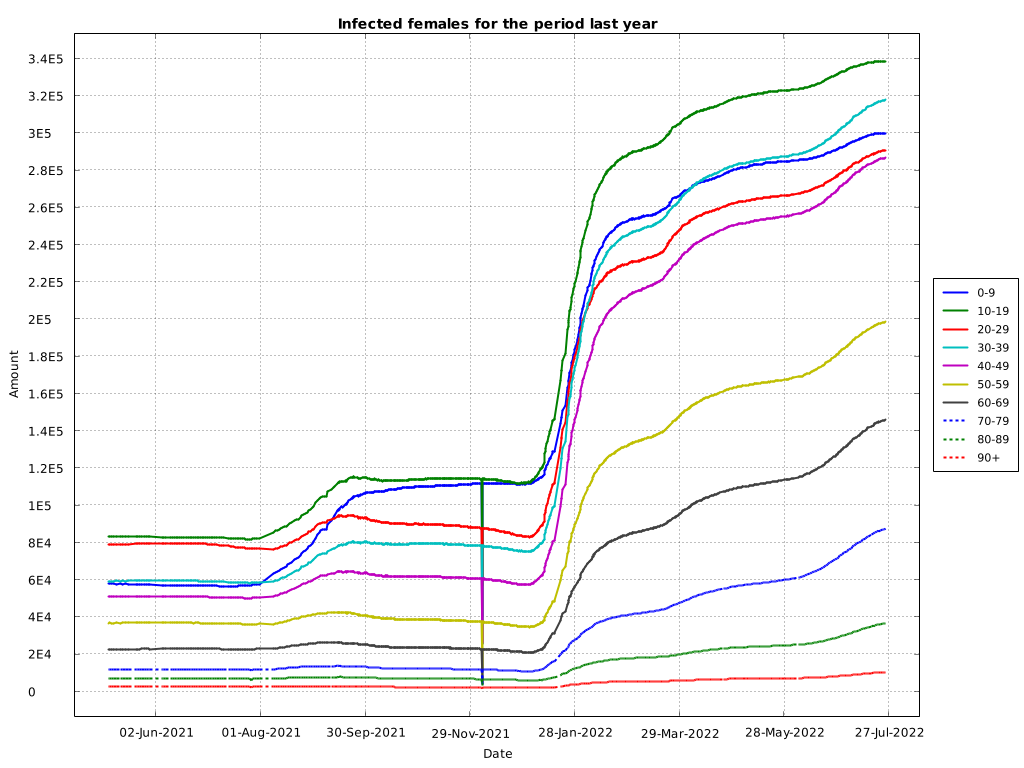 Infected females for the period last year
3.4E5
3.2E5
3E5
2.8E5
2.6E5
2.4E5
2.2E5
2E5
1.8E5
1.6E5
1.4E5
1.2E5
1E5
8E4
6E4
4E4
2E4
0
Amount
02-Jun-2021 01-Aug-2021 30-Sep-2021 29-Nov-2021 28-Jan-2022 29-Mar-2022 28-May-2022 27-Jul-2022
Date
0-9
10-19
20-29
30-39
40-49
50-59
60-69
70-79
80-89
90+